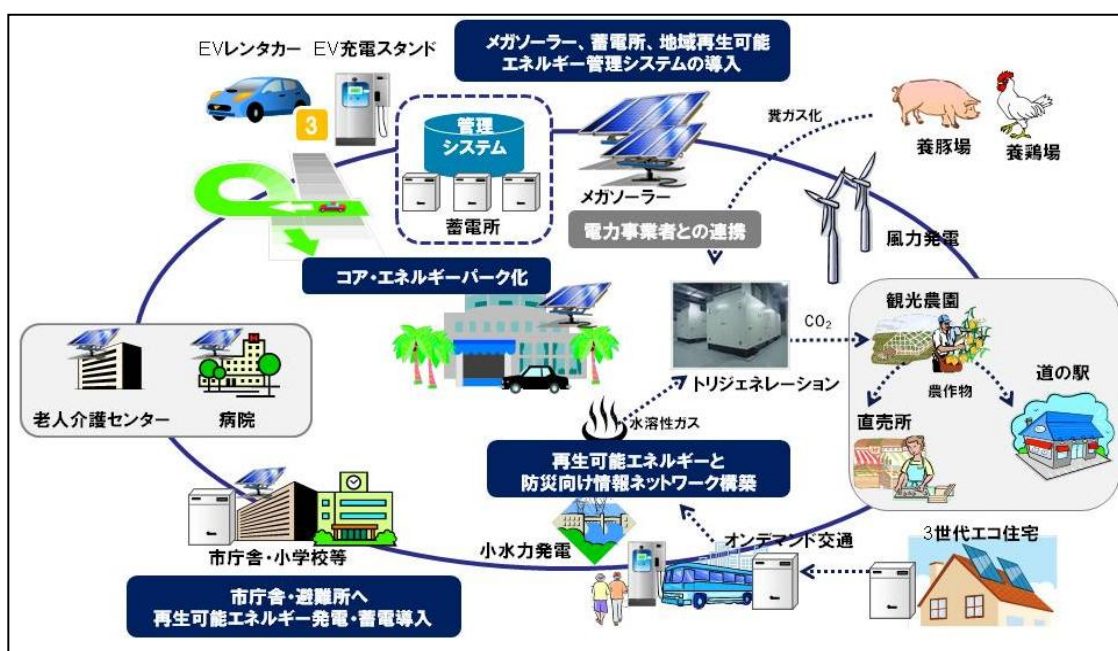 EVレンタカー EV充電スタンド
メガソーラー、蓄電所、地域再生可能
エネルギー管理システムの導入
3
管理
システム
蓄電所
メガソーラー
糞ガス化
養豚場
養鶏場
電力事業者との連携
風力発電
コア・エネルギーパーク化
観光農園
CO₂
トリジェネレーション
農作物
道の駅
直売所
老人介護センター
病院
水溶性ガス
再生可能エネルギーと
防災向け情報ネットワーク構築
小水力発電
オンデマンド交通
3世代エコ住宅
市庁舎・小学校等
市庁舎・避難所へ
再生可能エネルギー発電・蓄電導入